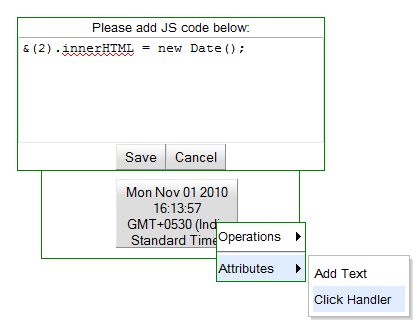 Please add JS code below:
&(2).innerHTML = new Date();
Save Cancel
Mon Nov 01 2010
16:13:57
GMT+0530 (Indi
Standard Time
Operations
Attributes
Add Text
Click Handler